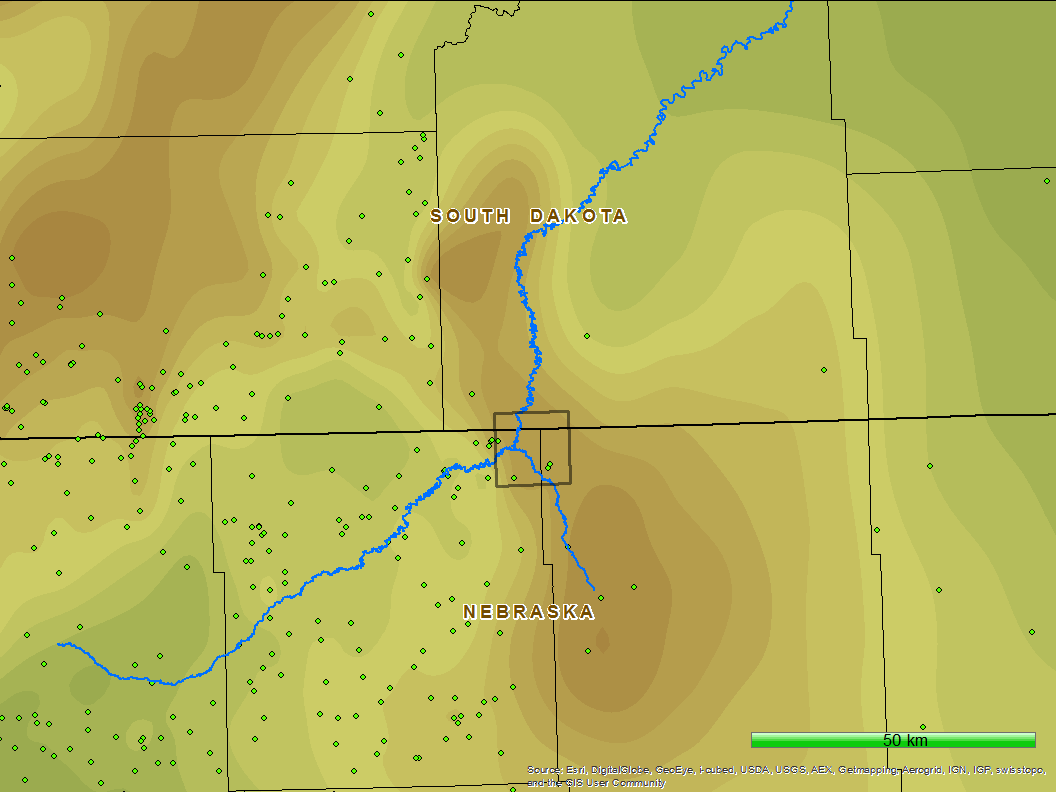 SOUTH DAKOTA
NEBRASKA
50 km
Source: Esri, DigitalGlobe, GeoEye, i-cubed, USDA, USGS, AEX, Getmapping, Aerogrid, IGN, IGP, swisstopo,
and the GIS User Community